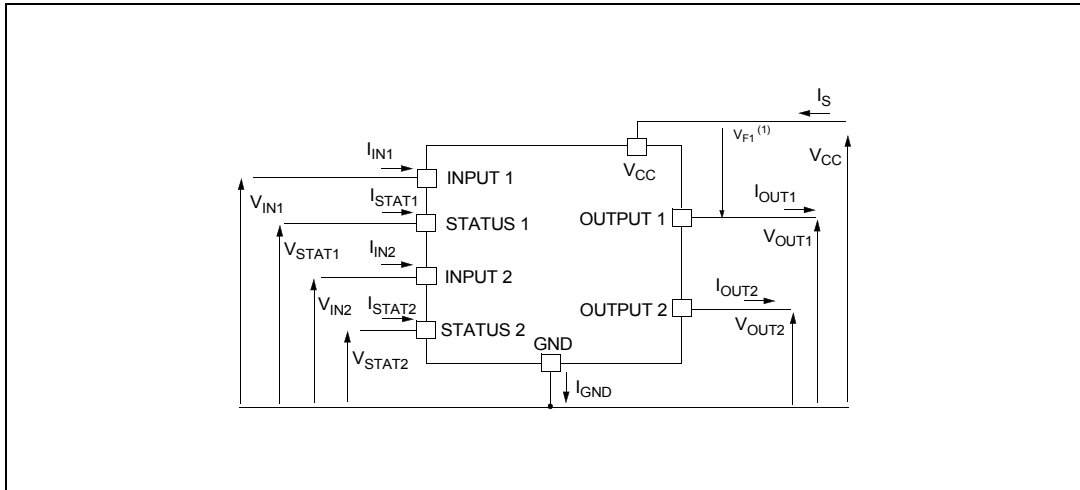 I_S
V_F1 (1)
V_CC
V_CC
I_IN1
INPUT 1
V_IN1
I_STAT1
STATUS 1
V_STAT1
I_IN2
INPUT 2
V_IN2
I_STAT2
STATUS 2
V_STAT2
OUTPUT 1
I_OUT1
V_OUT1
OUTPUT 2
I_OUT2
V_OUT2
GND
I_GND